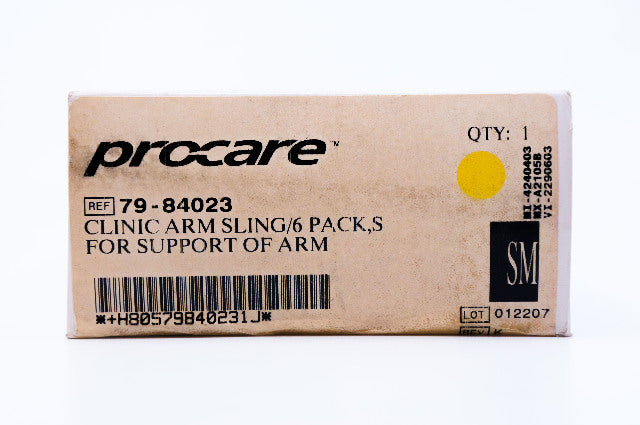 procare™
QTY: 1
REF 79-84023
CLINIC ARM SLING/6 PACK,S
FOR SUPPORT OF ARM
*+H80579840231J*
MI-4240403
MX-A2105B
VI-2290603
SM
LOT 012207
REV K